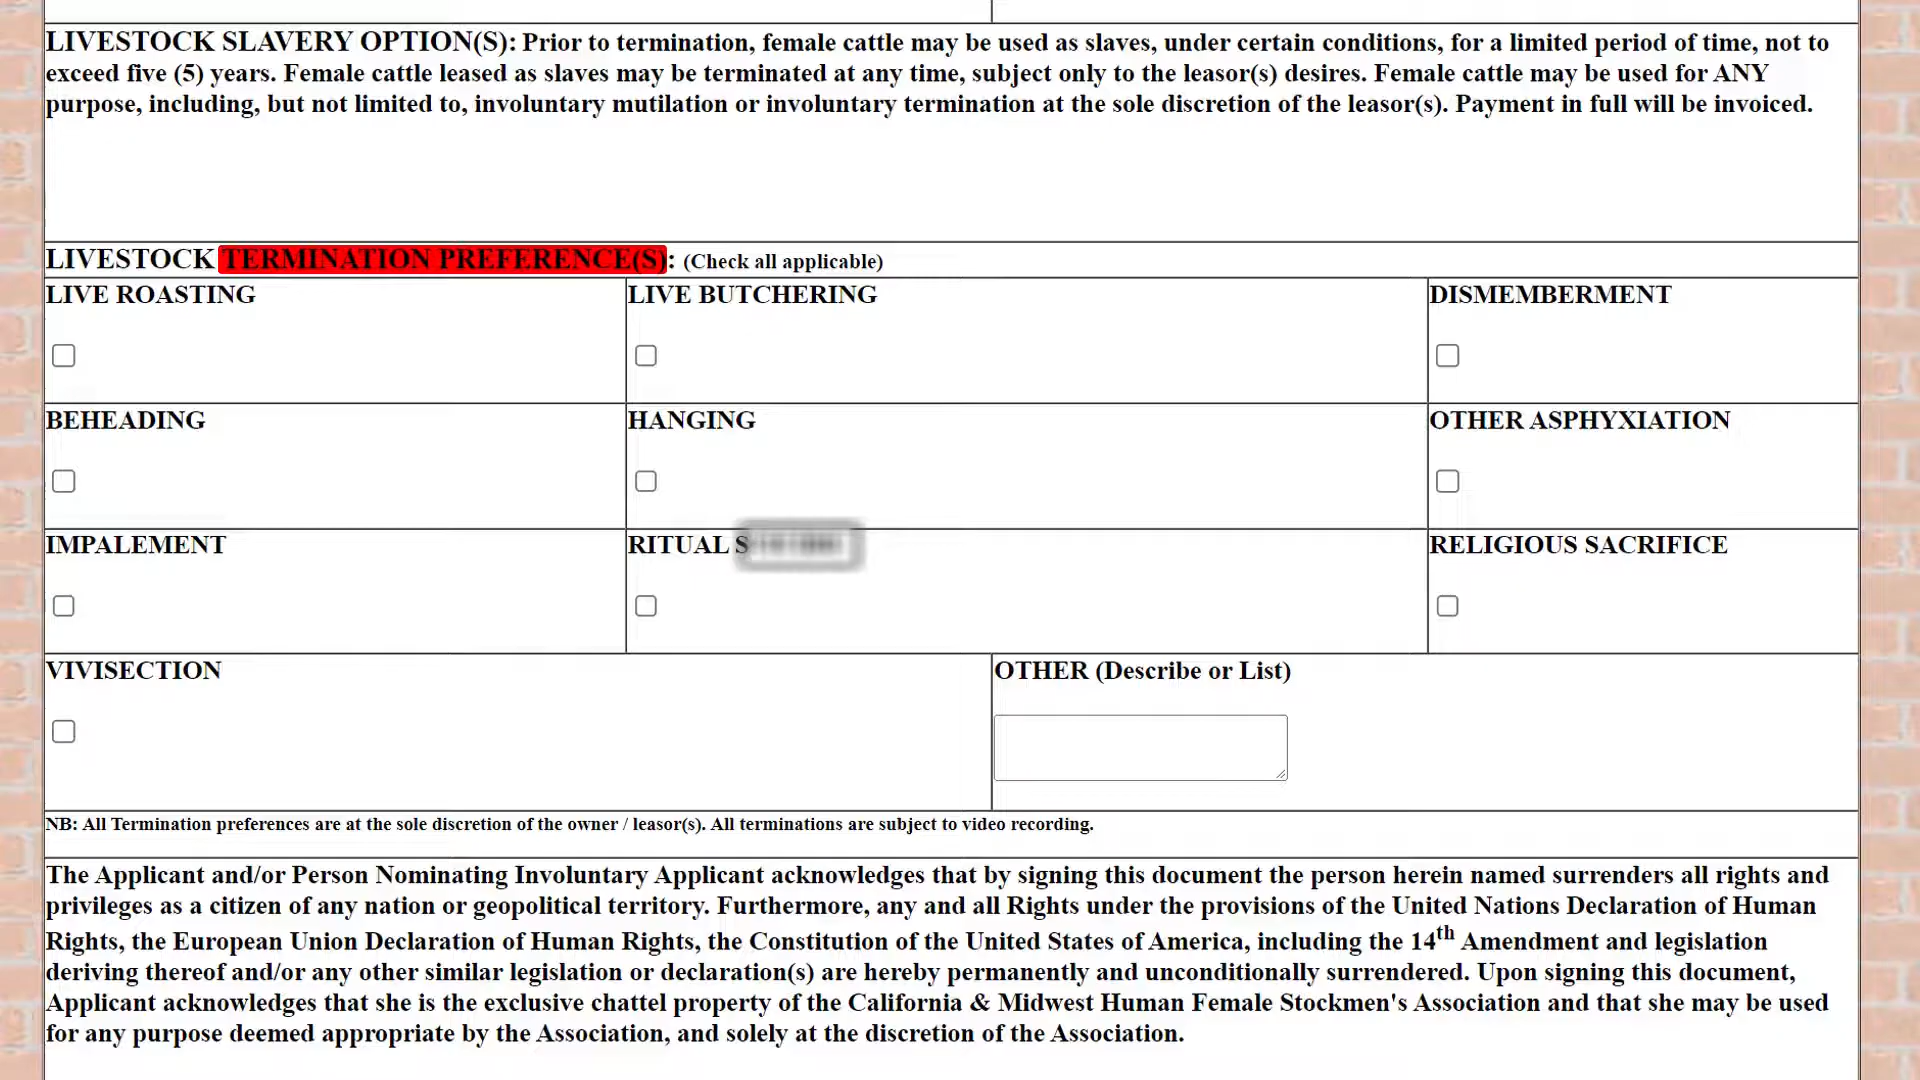 LIVESTOCK SLAVERY OPTION(S): Prior to termination, female cattle may be used as slaves, under certain conditions, for a limited period of time, not to
exceed five (5) years. Female cattle leased as slaves may be terminated at any time, subject only to the leasor(s) desires. Female cattle may be used for ANY
purpose, including, but not limited to, involuntary mutilation or involuntary termination at the sole discretion of the leasor(s). Payment in full will be invoiced.
LIVESTOCK TERMINATION PREFERENCE(S): (Check all applicable)
LIVE ROASTING
LIVE BUTCHERING
DISMEMBERMENT
BEHEADING
HANGING
OTHER ASPHYXIATION
IMPALEMENT
RITUAL
RELIGIOUS SACRIFICE
VIVISECTION
OTHER (Describe or List)
NB: All Termination preferences are at the sole discretion of the owner / leasor(s). All terminations are subject to video recording.
The Applicant and/or Person Nominating Involuntary Applicant acknowledges that by signing this document the person herein named surrenders all rights and
privileges as a citizen of any nation or geopolitical territory. Furthermore, any and all Rights under the provisions of the United Nations Declaration of Human
Rights, the European Union Declaration of Human Rights, the Constitution of the United States of America, including the 14th Amendment and legislation
deriving thereof and/or any other similar legislation or declaration(s) are hereby permanently and unconditionally surrendered. Upon signing this document,
Applicant acknowledges that she is the exclusive chattel property of the California & Midwest Human Female Stockmen's Association and that she may be used
for any purpose deemed appropriate by the Association, and solely at the discretion of the Association.